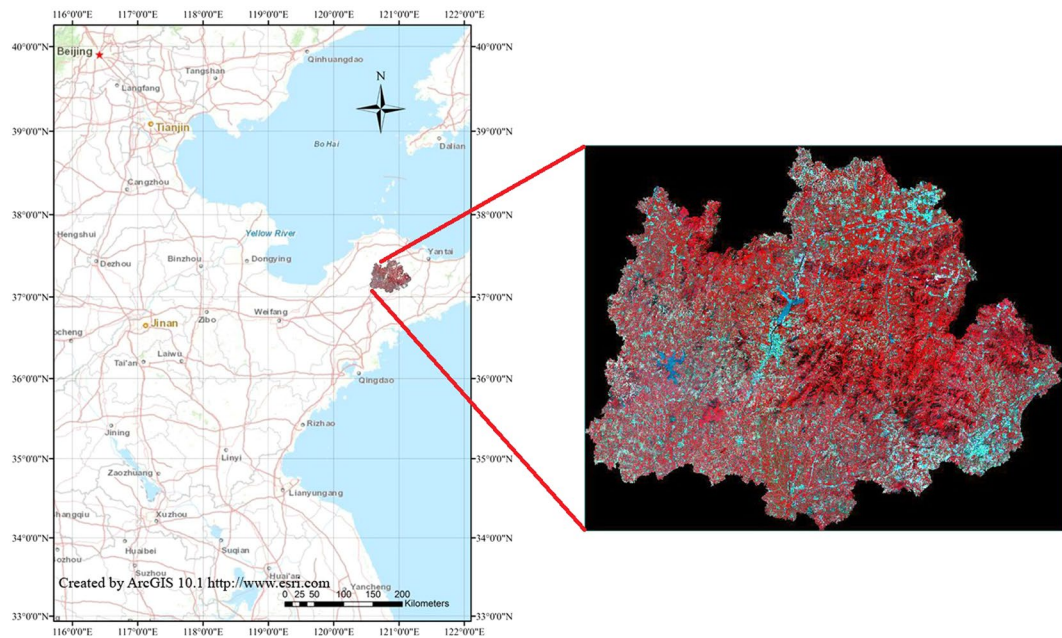 116°0'0"E 117°0'0"E 118°0'0"E 119°0'0"E 120°0'0"E 121°0'0"E 122°0'0"E
40°0'0"N
40°0'0"N
Beijing
Qinhuangdao
Tangshan
Langfang
N
39°0'0"N
39°0'0"N
Tianjin
Bo Hai
Dalian
Cangzhou
38°0'0"N
38°0'0"N
Hengshui
Yellow River
Yantai
Dezhou
Binzhou
Dongying
37°0'0"N
37°0'0"N
Jinan
Zibo
Weifang
ocheng
Tai'an
Laiwu
36°0'0"N
36°0'0"N
Qingdao
Jining
Rizhao
35°0'0"N
35°0'0"N
Linyi
Zaozhuang
Lianyungang
hangqiu
Xuzhou
34°0'0"N
34°0'0"N
Huaibei
Suqian
ozhou
Suzhou
Huai'an
Created by ArcGIS 10.1 http://www.esri.com
Yancheng
0 25 50 100 150 200
Kilometers
33°0'0"N
33°0'0"N
116°0'0"E 117°0'0"E 118°0'0"E 119°0'0"E 120°0'0"E 121°0'0"E 122°0'0"E